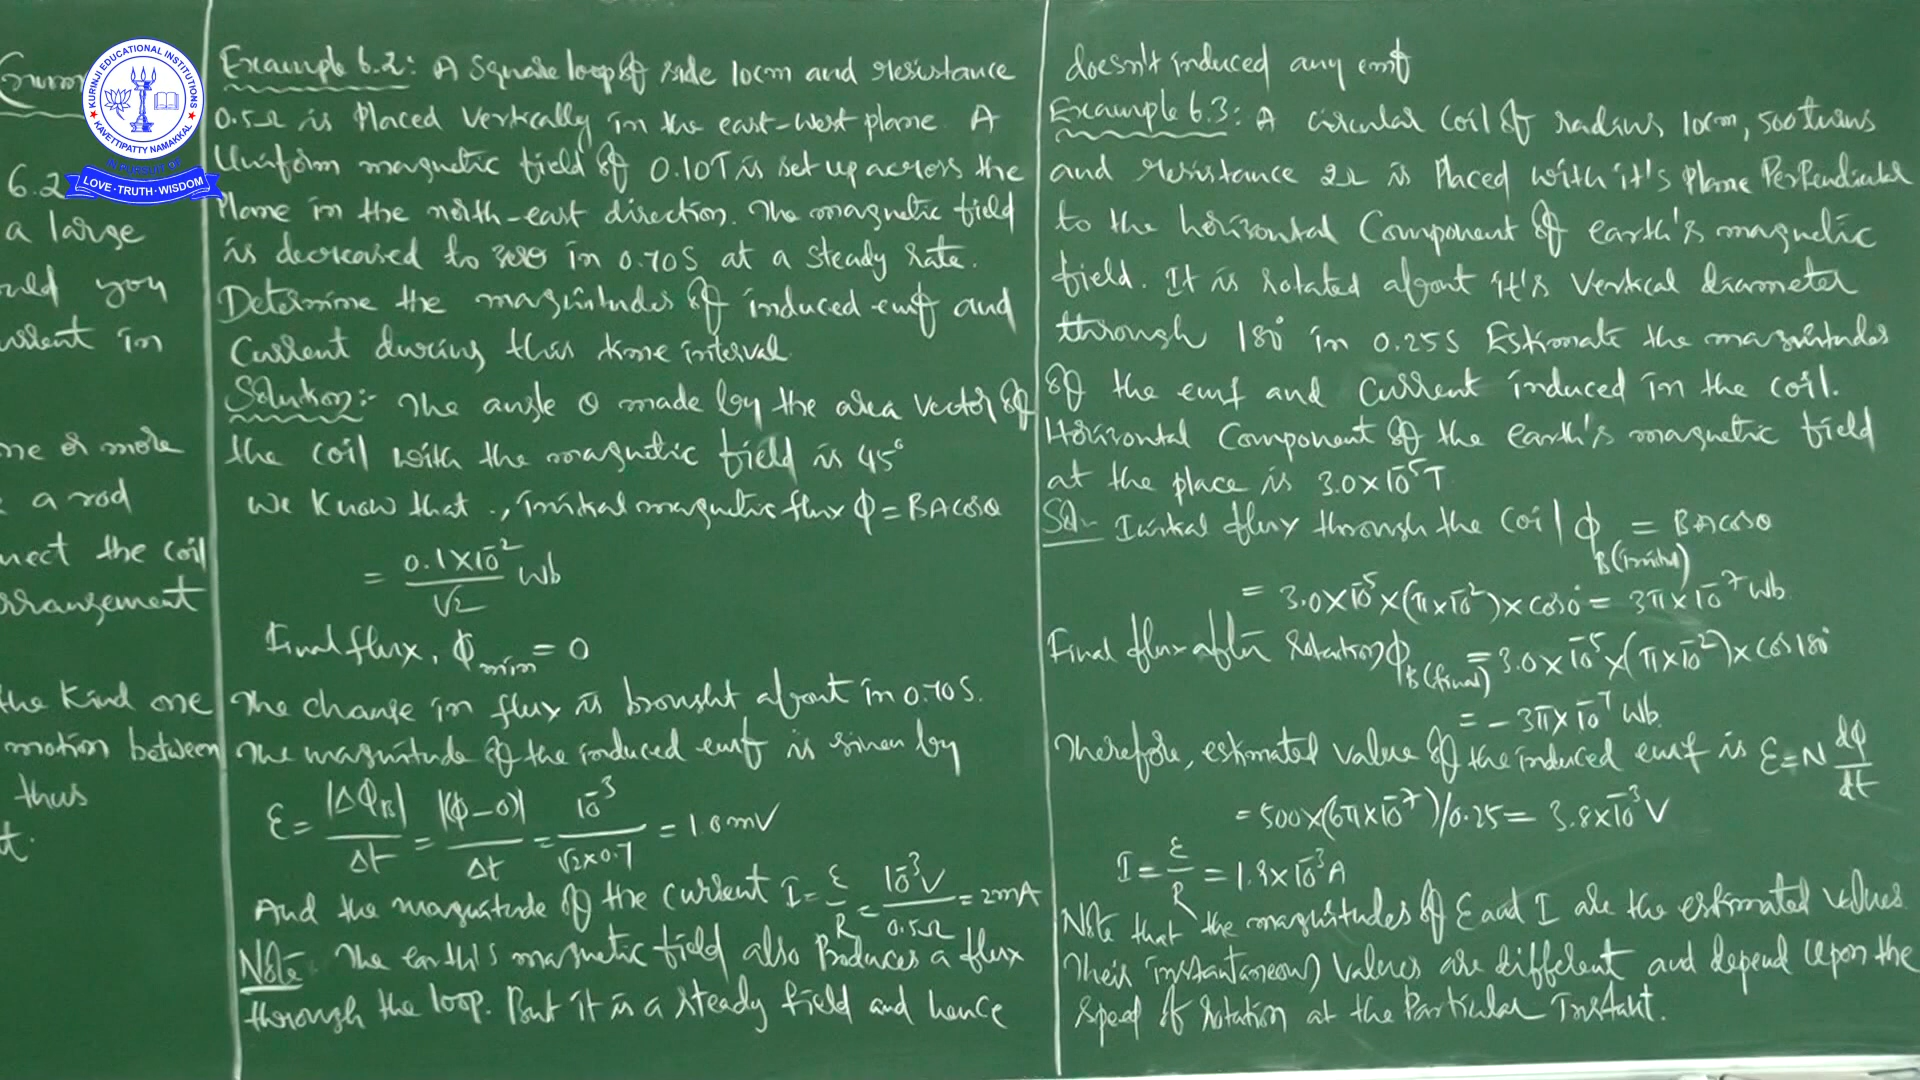 KURINJI EDUCATIONAL INSTITUTIONS
KAVETTIPATTY NAMAKKAL
IN PURSUIT OF
LOVE · TRUTH · WISDOM
6.2
a large
ould you
urrent in
me or more
a rod
nect the coil
rrangement
the kind one
motion between
thus
t.
Example 6.2: A Square loop of side 10cm and resistance
0.5Ω is Placed vertically in the east-west plane. A
Uniform magnetic field of 0.10T is set up across the
Plane in the north-east direction. The magnetic field
is decreased to zero in 0.70S at a steady rate.
Determine the magnitudes of induced emf and
Current during this time interval.
Solution:- The angle θ made by the area vector of
the coil with the magnetic field is 45°
We know that ., initial magnetic flux ϕ = BA cosθ
= 0.1×10⁻²/√2 Wb
Final flux, ϕmin = 0
The change in flux is brought about in 0.70S.
The magnitude of the induced emf is given by
ε = |ΔϕB|/Δt = |(ϕ-0)|/Δt = 10⁻³/√2×0.7 = 1.0mV
And the magnitude of the current I = ε/R = 10⁻³V/0.5Ω = 2mA
Note The earth's magnetic field also Produces a flux
through the loop. But it is a steady field and hence
doesn't induced any emf
Example 6.3: A circular coil of radius 10cm, 500 turns
and resistance 2Ω is Placed with it's plane Perpendicular
to the horizontal Component of earth's magnetic
field. It is rotated about it's vertical diameter
through 180° in 0.25S Estimate the magnitudes
of the emf and Current induced in the coil.
Horizontal Component of the earth's magnetic field
at the place is 3.0×10⁻⁵T
Sol- Initial flux through the coil ϕB(initial) = BA cosθ
= 3.0×10⁻⁵×(π×10⁻²)×cos0° = 3π×10⁻⁷ Wb.
Final flux after rotation ϕB(final) = 3.0×10⁻⁵×(π×10⁻²)×cos180°
= -3π×10⁻⁷ Wb.
Therefore, estimated value of the induced emf is ε = N dϕ/dt
= 500×(6π×10⁻⁷)/0.25 = 3.8×10⁻³V
I = ε/R = 1.9×10⁻³A
Note that the magnitudes of ε and I are the estimated values.
Their instantaneous values are different and depend upon the
speed of rotation at the Particular Instant.